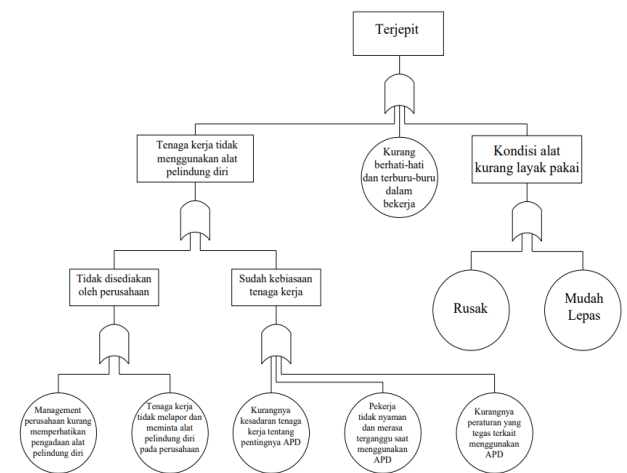 Terjepit
Tenaga kerja tidak
menggunakan alat
pelindung diri
Kurang
berhati-hati
dan terburu-buru
dalam
bekerja
Kondisi alat
kurang layak pakai
Tidak disediakan
oleh perusahaan
Sudah kebiasaan
tenaga kerja
Rusak
Mudah
Lepas
Management
perusahaan kurang
memperhatikan
pengadaan alat
pelindung diri
Tenaga kerja
tidak melapor dan
meminta alat
pelindung diri
pada perusahaan
Kurangnya
kesadaran tenaga
kerja tentang
pentingnya APD
Pekerja
tidak nyaman
dan merasa
terganggu saat
menggunakan
APD
Kurangnya
peraturan yang
tegas terkait
menggunakan
APD